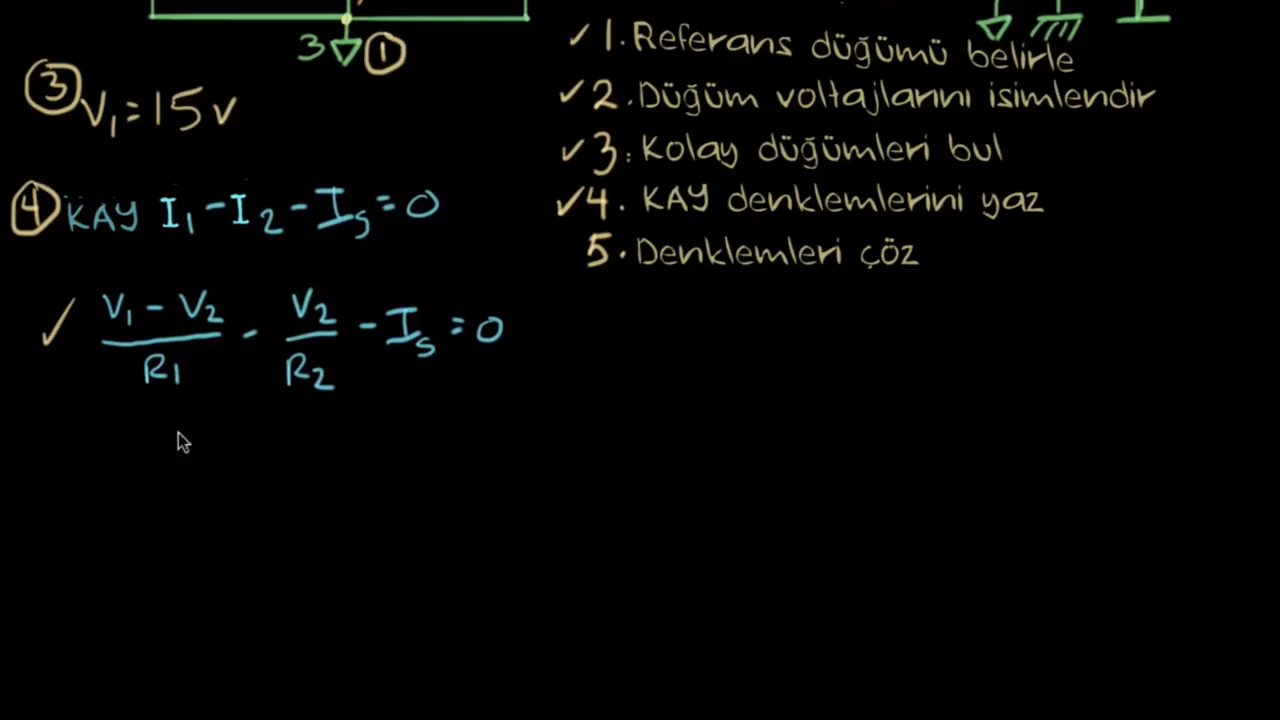 3 ①
✓ 1. Referans düğümü belirle
✓ 2. Düğüm voltajlarını isimlendir
✓ 3. Kolay düğümleri bul
✓ 4. KAY denklemlerini yaz
5. Denklemleri çöz
③ V₁ = 15 v
④ KAY I₁ - I₂ - Iₛ = 0
✓ (V₁ - V₂)/R₁ - V₂/R₂ - Iₛ = 0